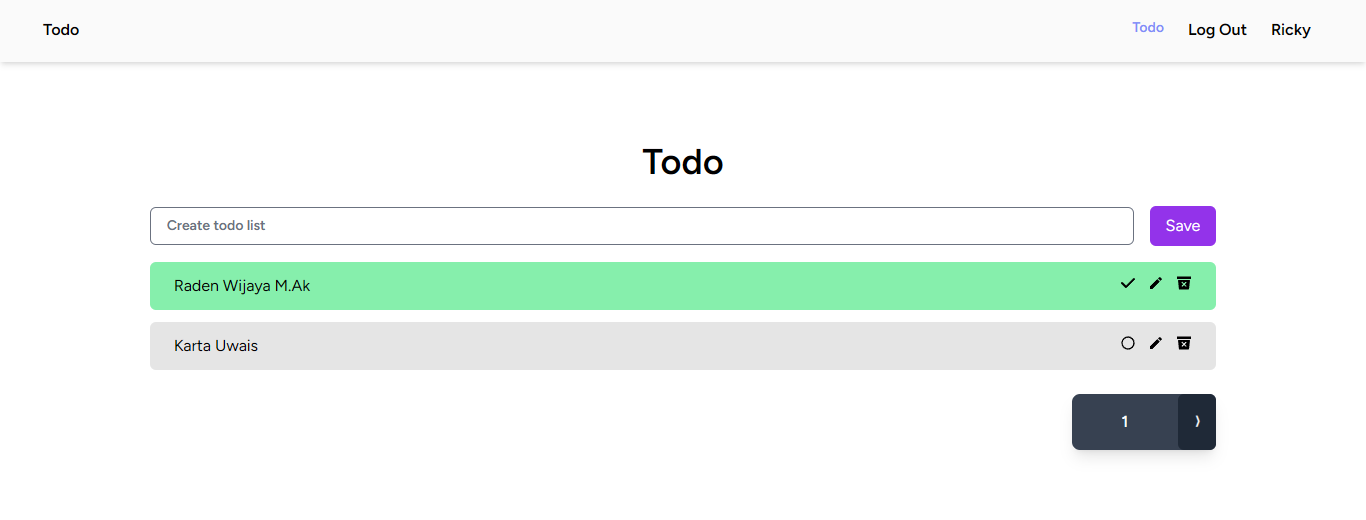 Todo
Todo Log Out Ricky
Todo
Create todo list
Save
Raden Wijaya M.Ak
Karta Uwais
1 ⟩